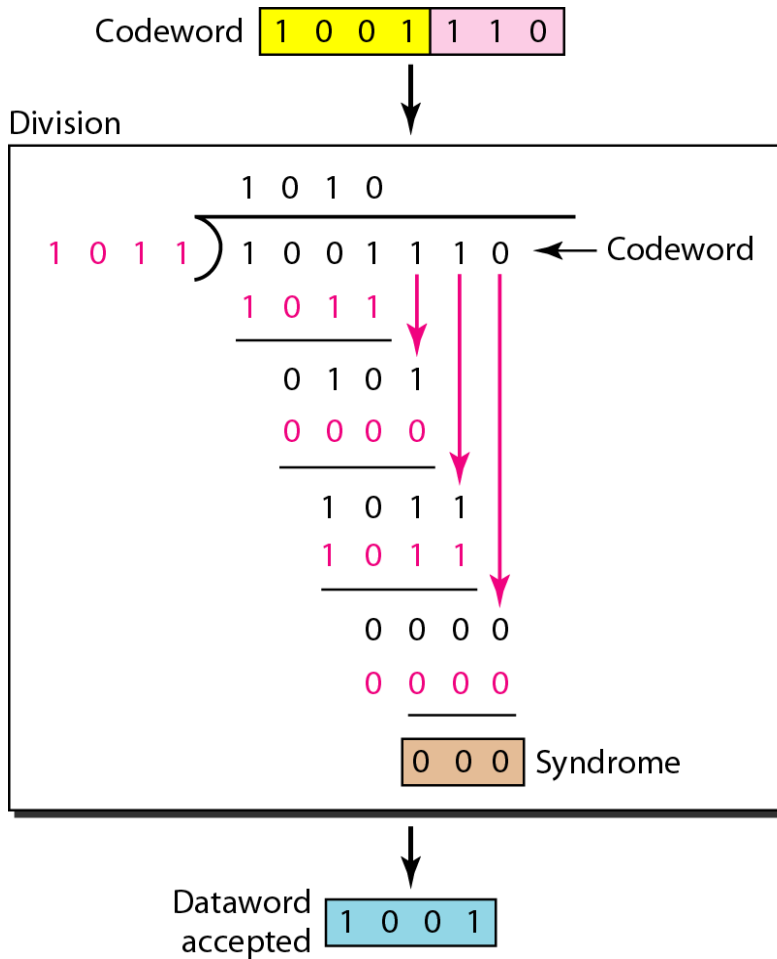 Codeword 1 0 0 1 1 1 0
Division
1 0 1 0
1 0 1 1 1 0 0 1 1 1 0 Codeword
1 0 1 1
0 1 0 1
0 0 0 0
1 0 1 1
1 0 1 1
0 0 0 0
0 0 0 0
0 0 0 Syndrome
Dataword
accepted 1 0 0 1